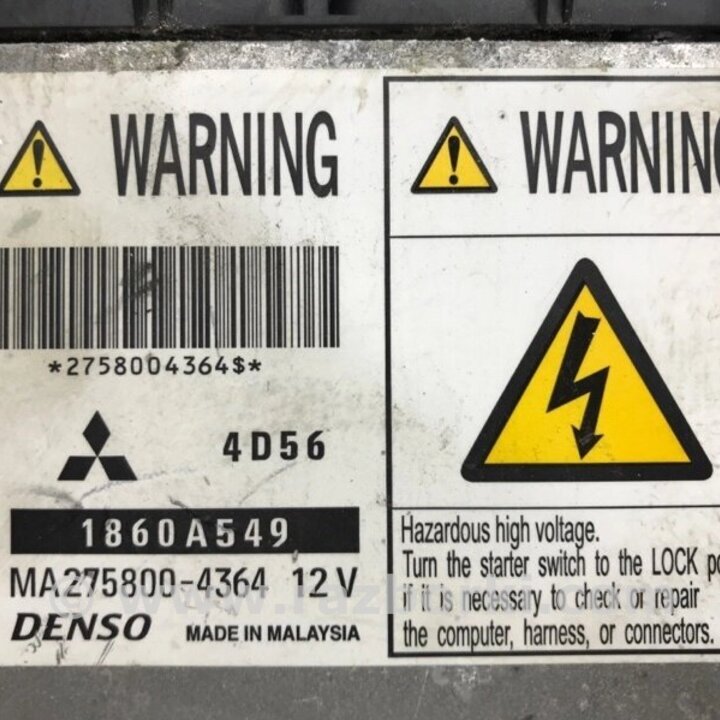 WARNING
*2758004364$*
4D56
1860A549
MA275800-4364 12V
DENSO MADE IN MALAYSIA
WARNING
Hazardous high voltage.
Turn the starter switch to the LOCK po
if it is necessary to check or repair
the computer, harness, or connectors.